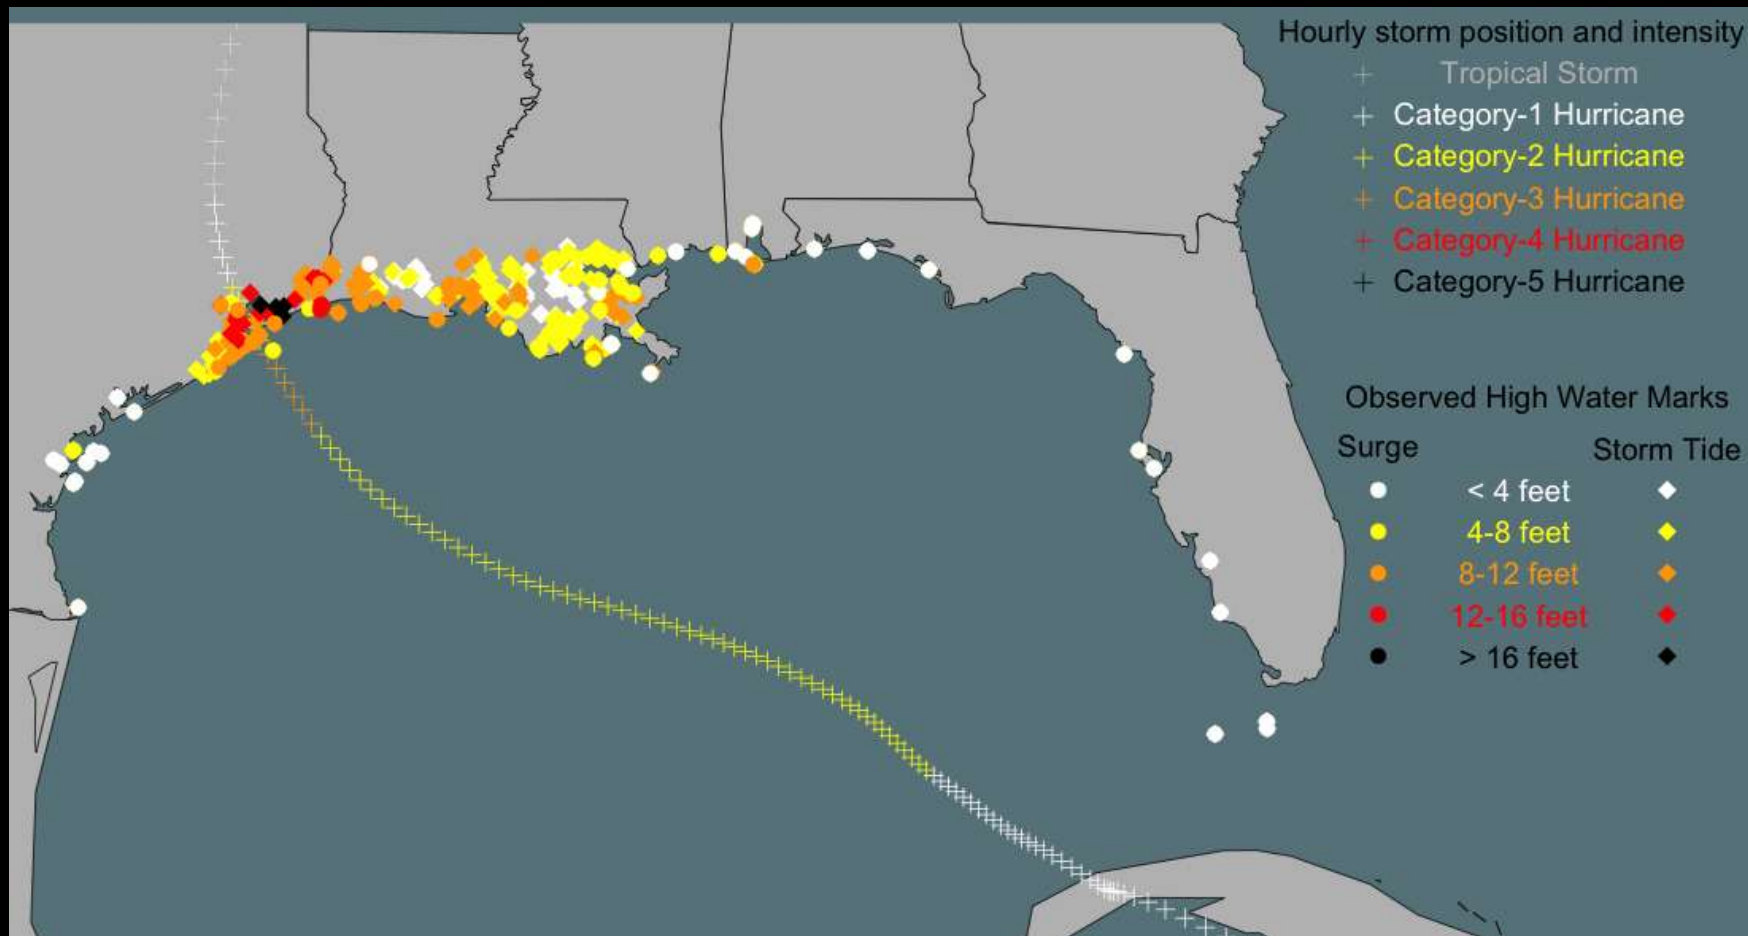 Hourly storm position and intensity
Tropical Storm
Category-1 Hurricane
Category-2 Hurricane
Category-3 Hurricane
Category-4 Hurricane
Category-5 Hurricane
Observed High Water Marks
Surge Storm Tide
< 4 feet
4-8 feet
8-12 feet
12-16 feet
> 16 feet